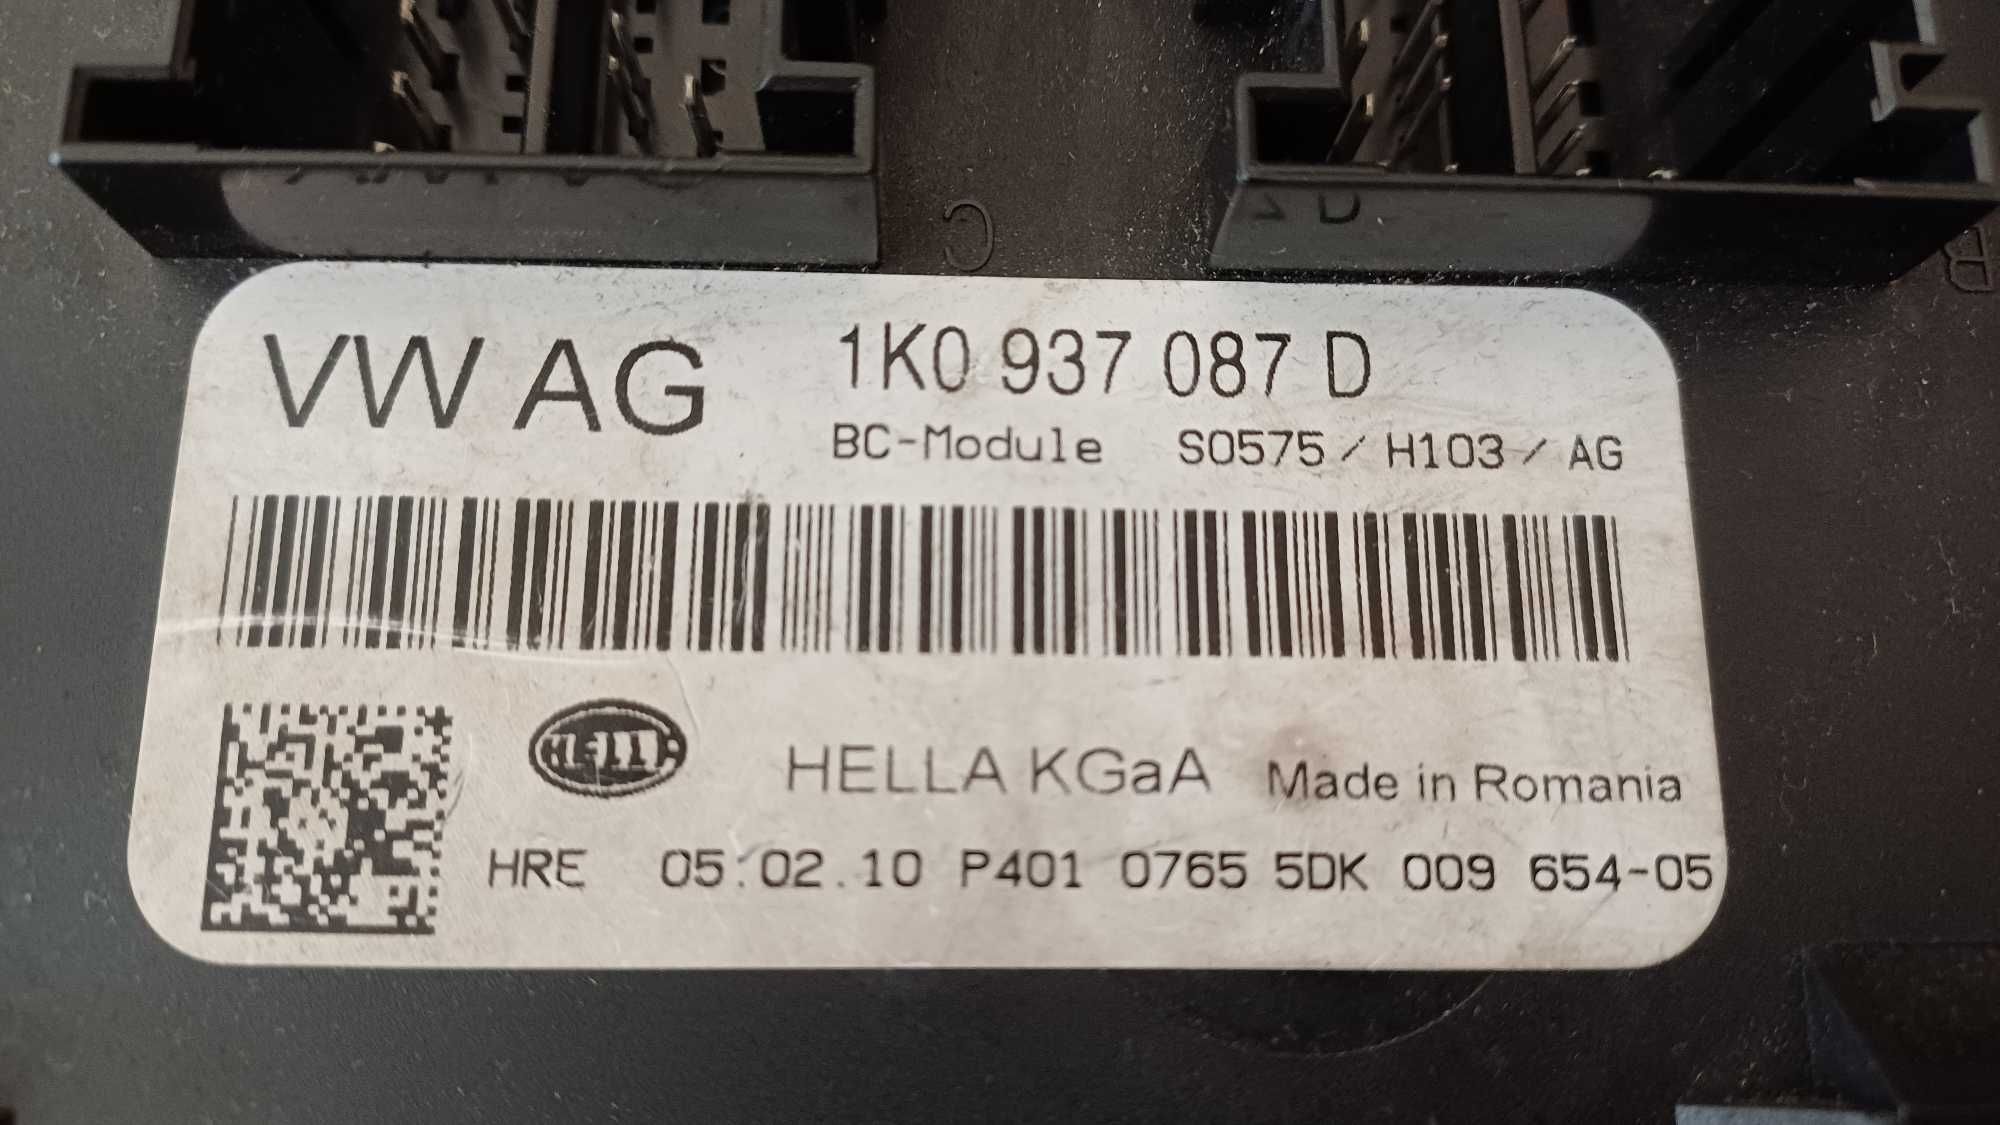 C
B
VW AG 1K0 937 087 D
BC-Module S0575 / H103 / AG
HELLA HELLA KGaA Made in Romania
HRE 05.02.10 P401 0765 5DK 009 654-05